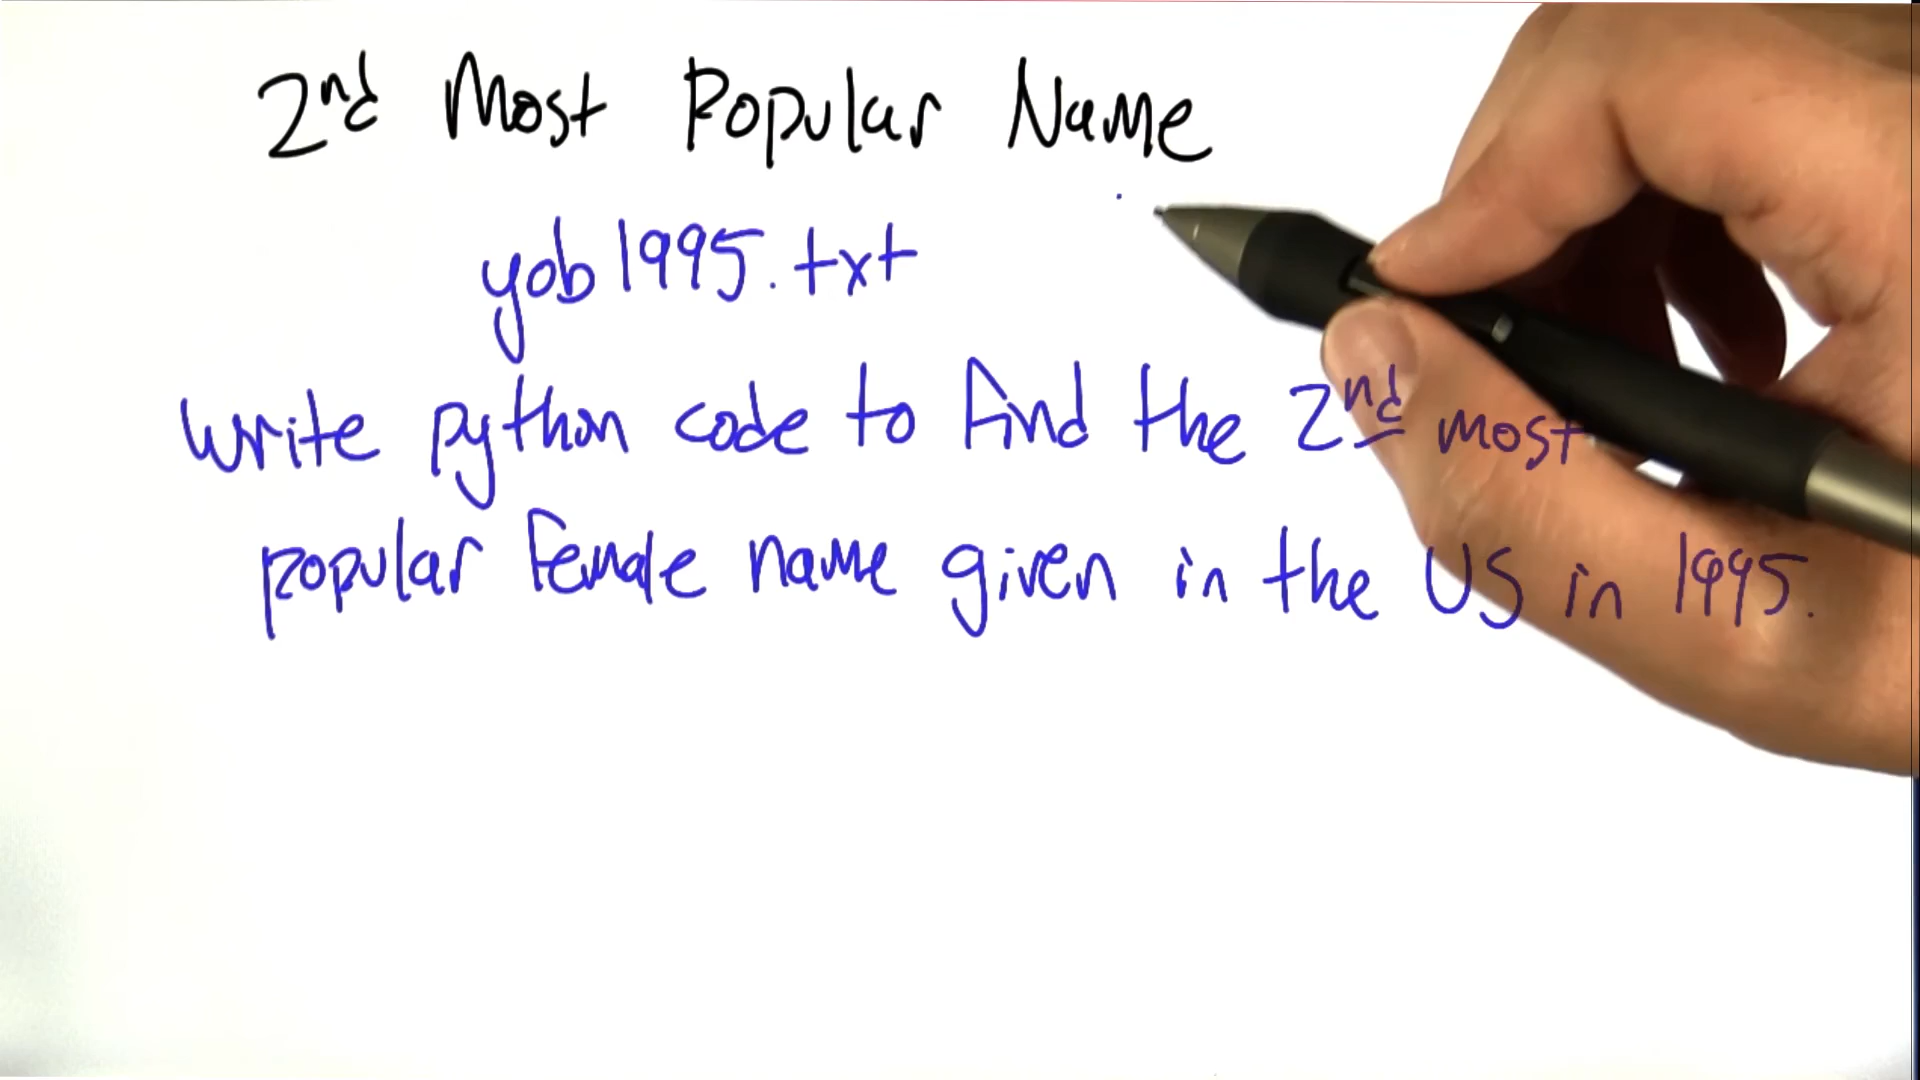 2nd Most Popular Name
yob1995.txt
write python code to find the 2nd most
popular female name given in the US in 1995.